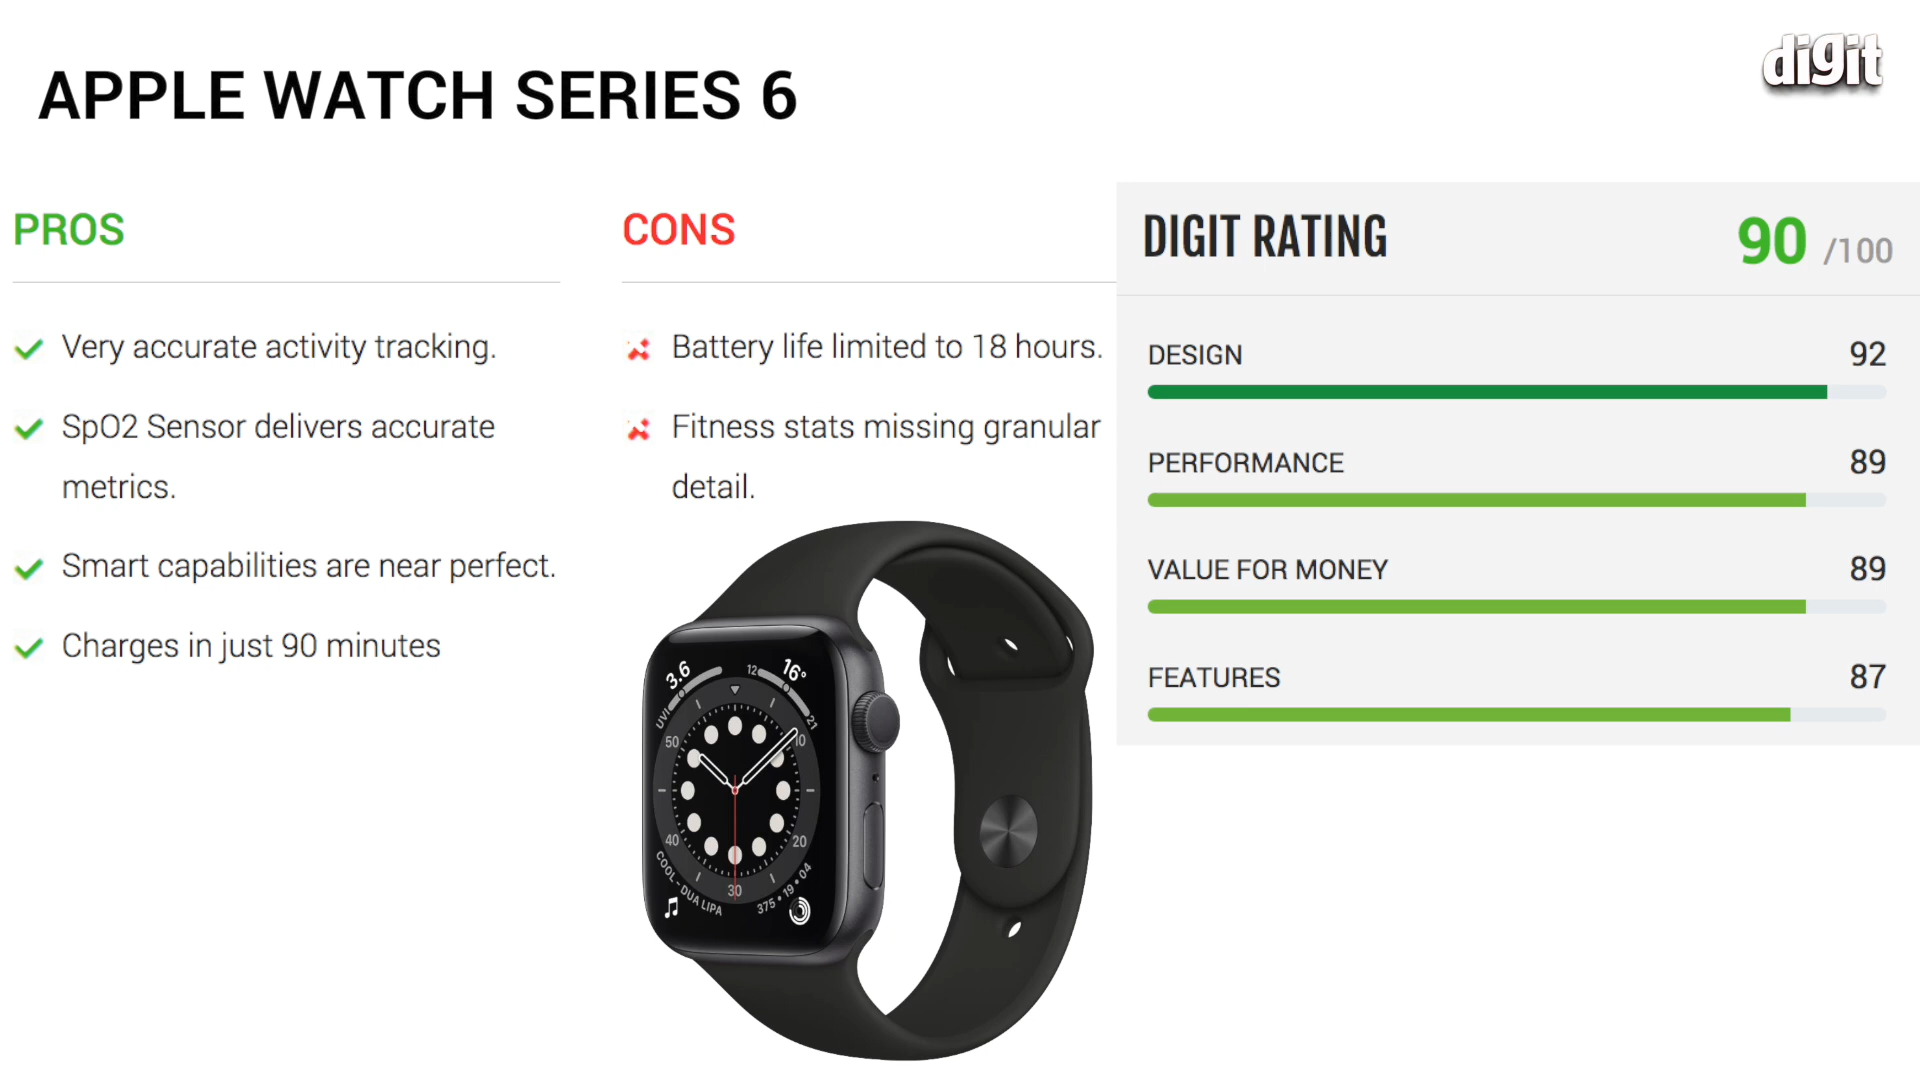 digit
APPLE WATCH SERIES 6
PROS
Very accurate activity tracking.
SpO2 Sensor delivers accurate
metrics.
Smart capabilities are near perfect.
Charges in just 90 minutes
CONS
Battery life limited to 18 hours.
Fitness stats missing granular
detail.
DIGIT RATING
90 /100
DESIGN 92
PERFORMANCE 89
VALUE FOR MONEY 89
FEATURES 87
3.6
UVI
12
16°
21
50
10
40
20
30
COOL - DUA LIPA
375 • 19 • 04